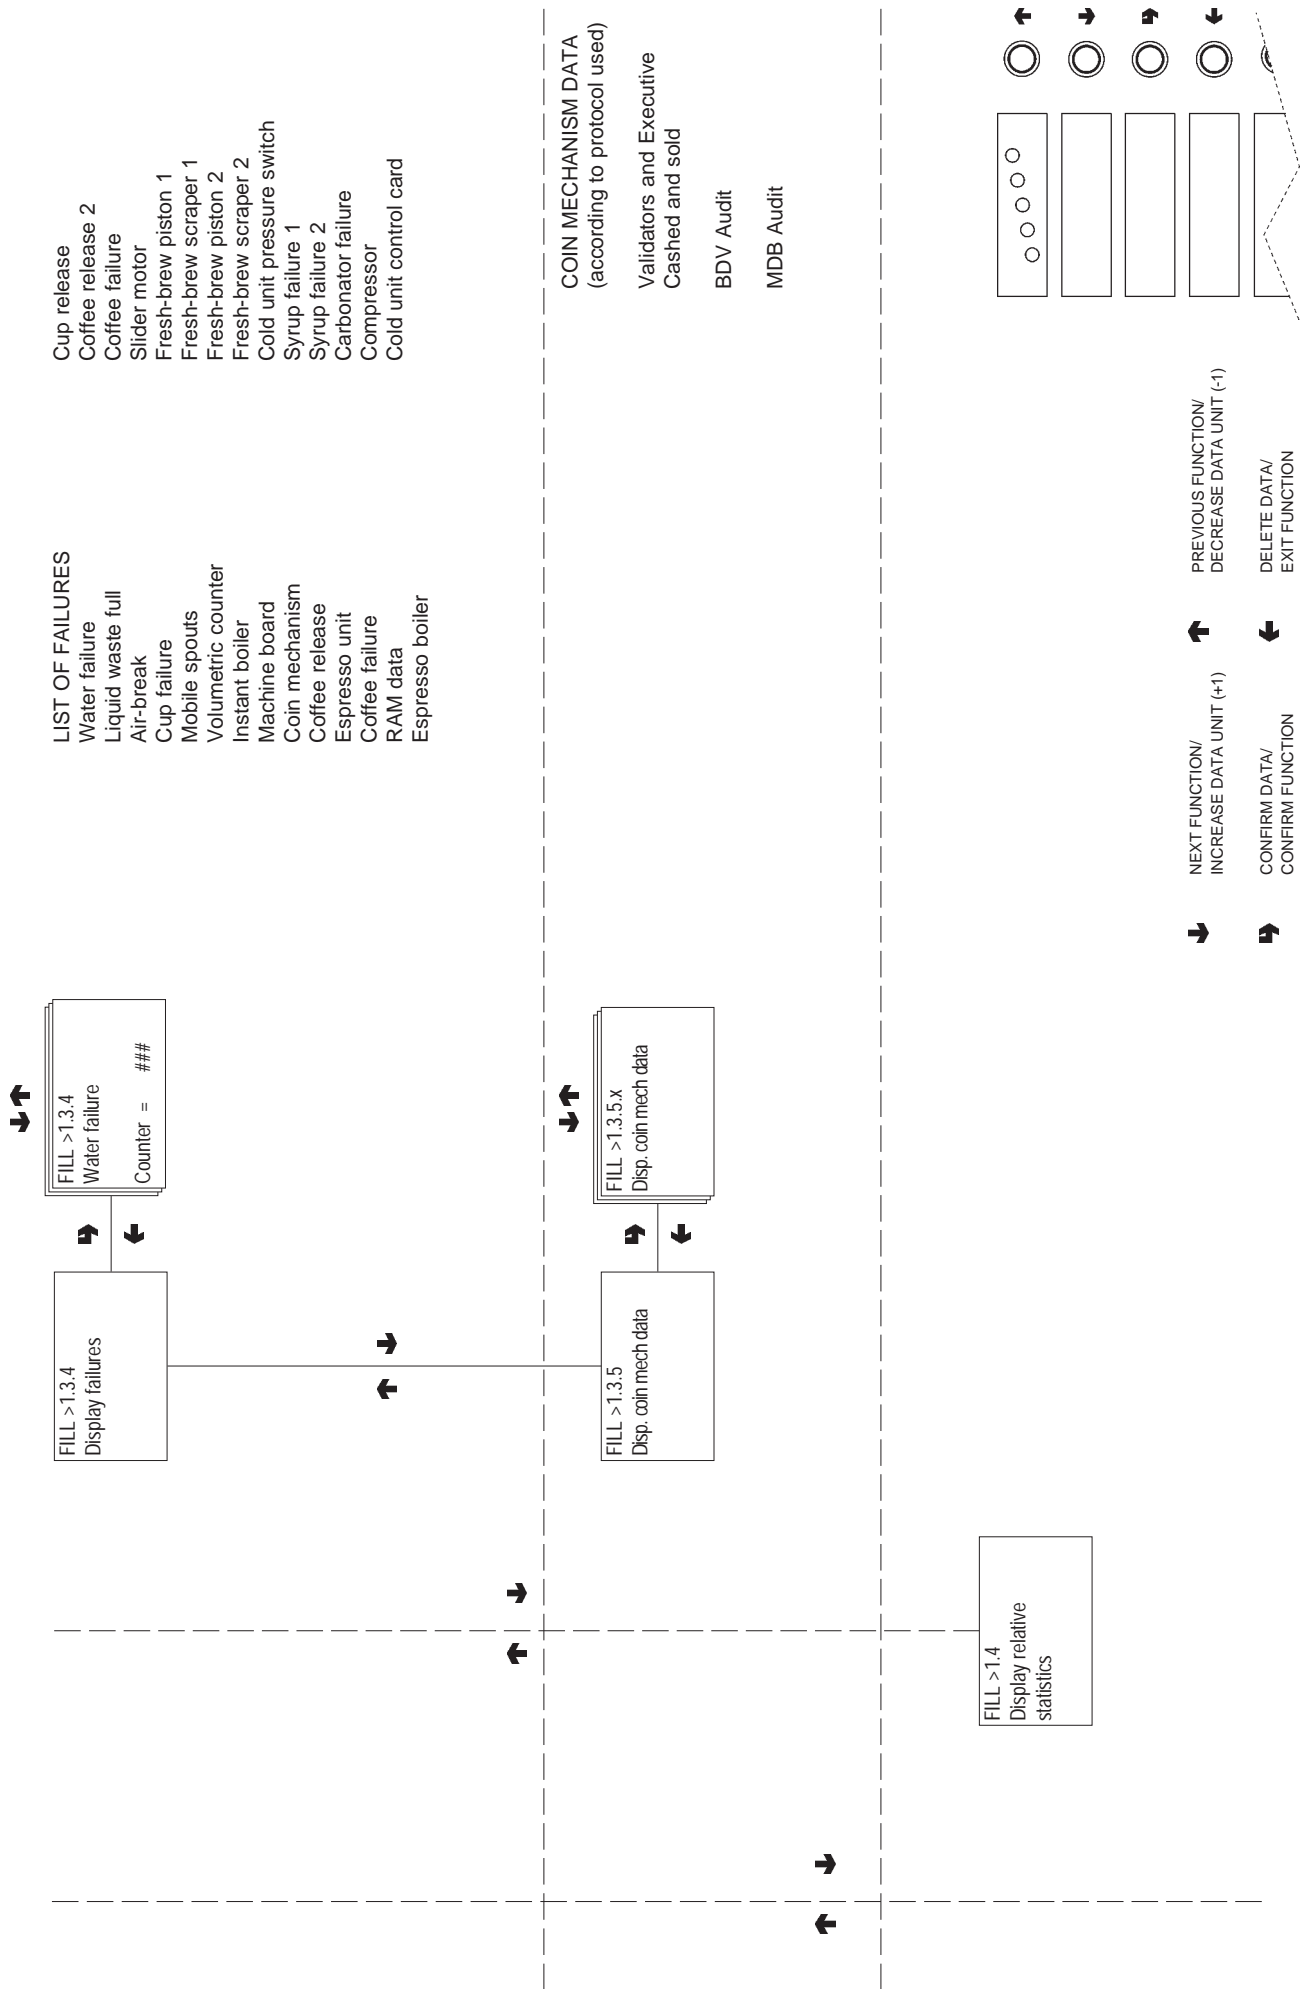 FILL >1.3.4
Display failures
FILL >1.3.4
Water failure
Counter = ###
LIST OF FAILURES
Water failure
Liquid waste full
Air-break
Cup failure
Mobile spouts
Volumetric counter
Instant boiler
Machine board
Coin mechanism
Coffee release
Espresso unit
Coffee failure
RAM data
Espresso boiler
Cup release
Coffee release 2
Coffee failure
Slider motor
Fresh-brew piston 1
Fresh-brew scraper 1
Fresh-brew piston 2
Fresh-brew scraper 2
Cold unit pressure switch
Syrup failure 1
Syrup failure 2
Carbonator failure
Compressor
Cold unit control card
FILL >1.3.5
Disp. coin mech data
FILL >1.3.5.x
Disp. coin mech data
COIN MECHANISM DATA
(according to protocol used)
Validators and Executive
Cashed and sold
BDV Audit
MDB Audit
FILL >1.4
Display relative
statistics
NEXT FUNCTION/
INCREASE DATA UNIT (+1)
PREVIOUS FUNCTION/
DECREASE DATA UNIT (-1)
CONFIRM DATA/
CONFIRM FUNCTION
DELETE DATA/
EXIT FUNCTION